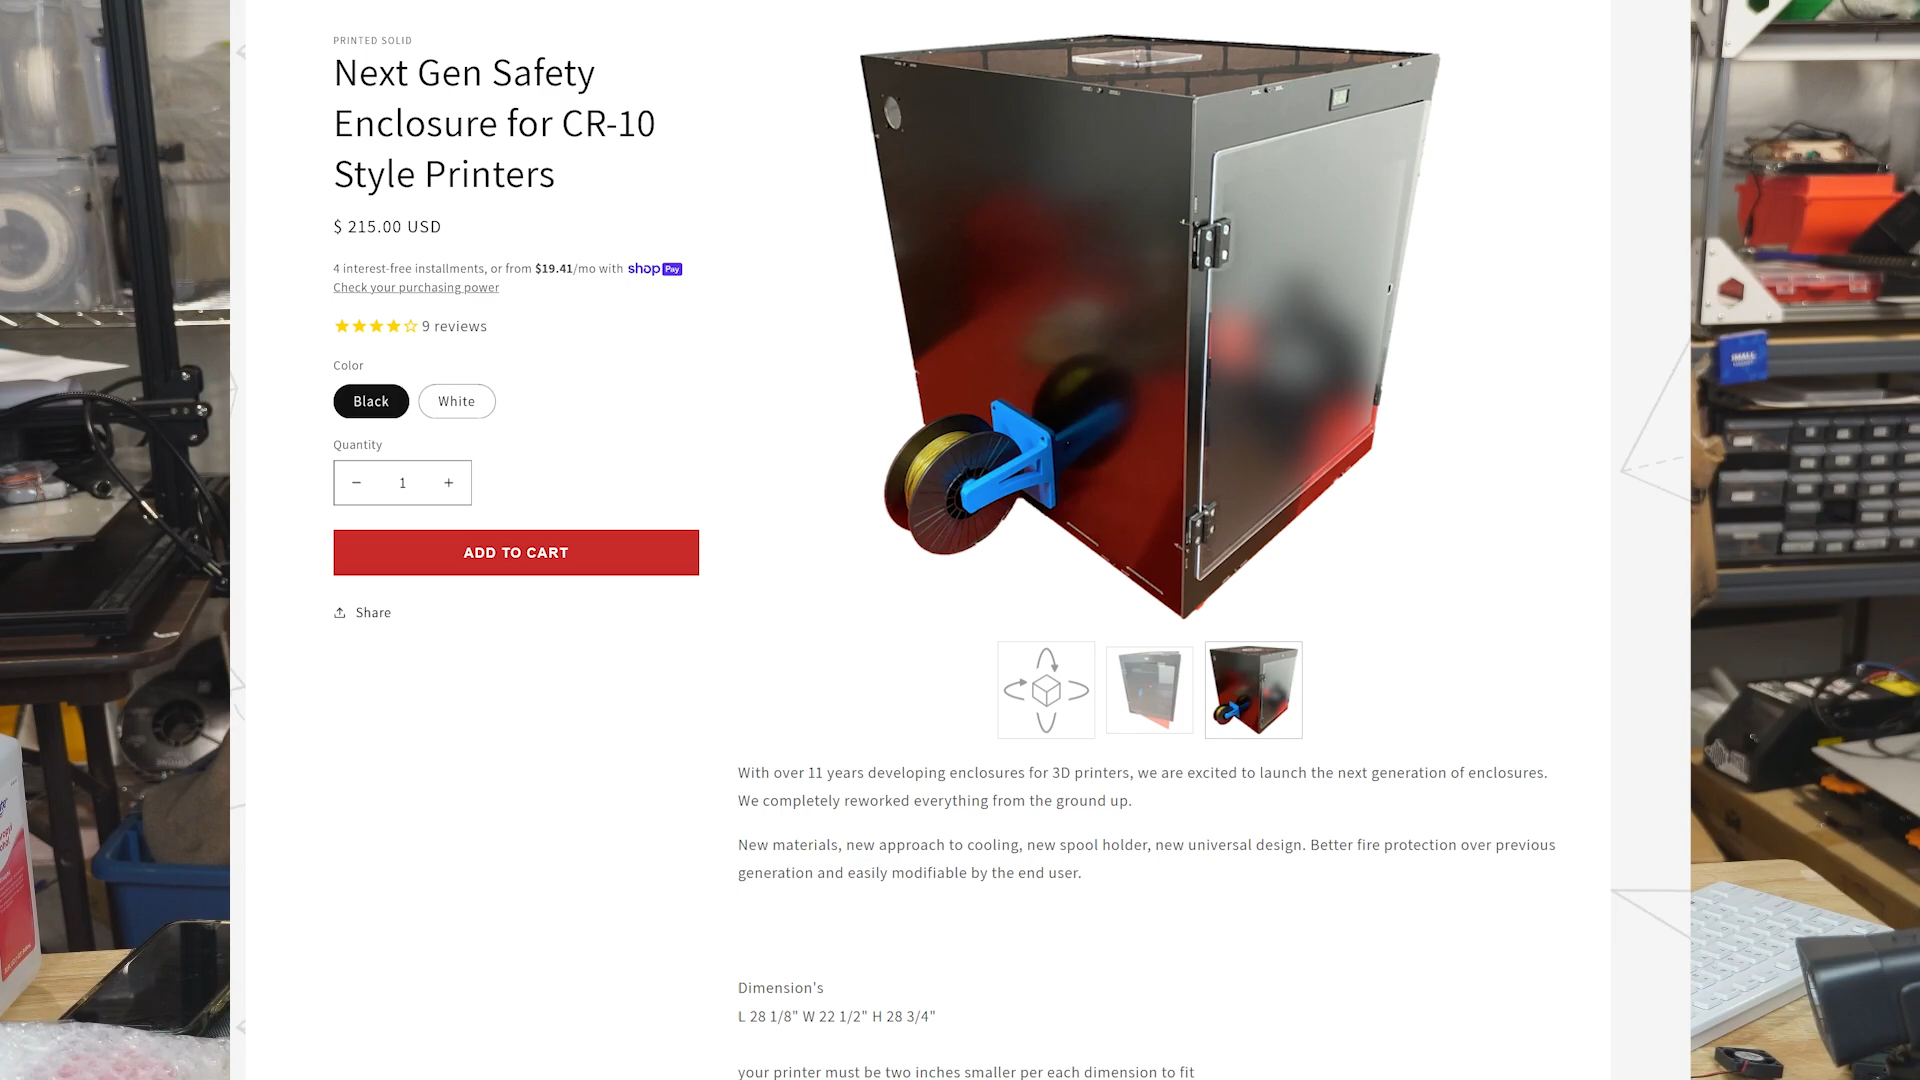 PRINTED SOLID
Next Gen Safety
Enclosure for CR-10
Style Printers
$ 215.00 USD
4 interest-free installments, or from $19.41/mo with shop Pay
Check your purchasing power
9 reviews
Color
Black
White
Quantity
− 1 +
ADD TO CART
Share
With over 11 years developing enclosures for 3D printers, we are excited to launch the next generation of enclosures.
We completely reworked everything from the ground up.
New materials, new approach to cooling, new spool holder, new universal design. Better fire protection over previous
generation and easily modifiable by the end user.
Dimension's
L 28 1/8" W 22 1/2" H 28 3/4"
your printer must be two inches smaller per each dimension to fit